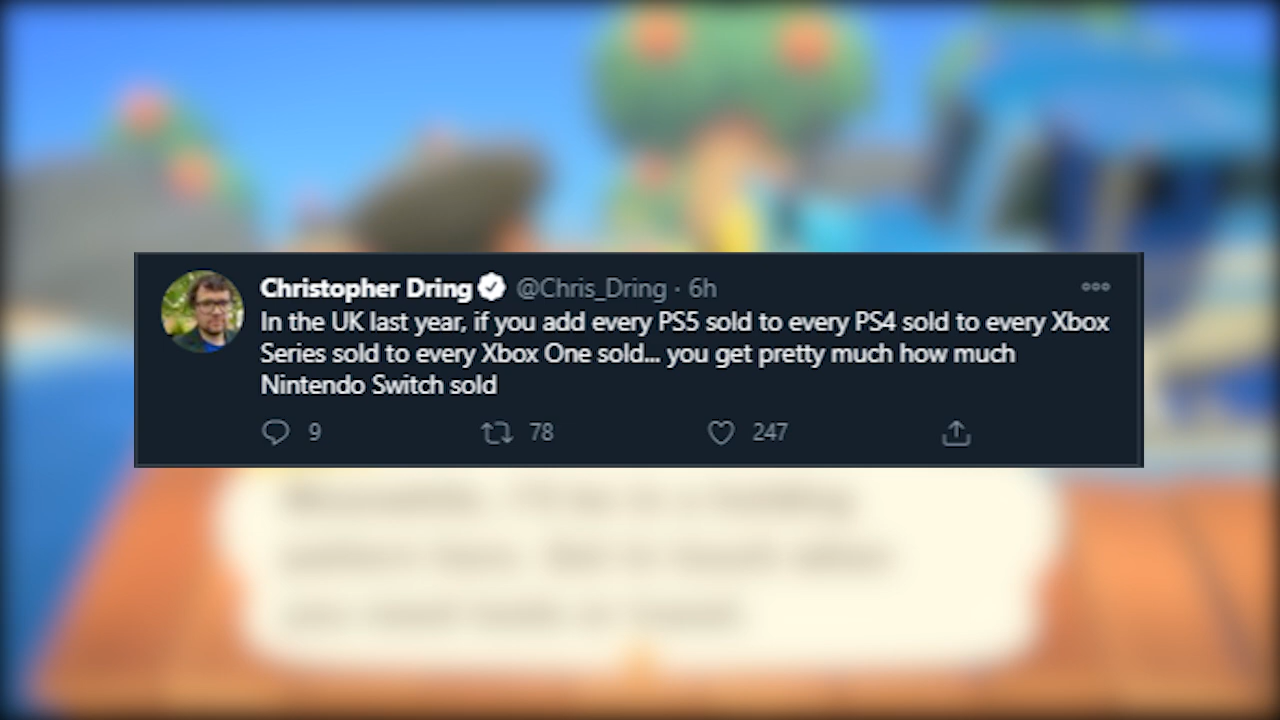 Christopher Dring @Chris_Dring · 6h
In the UK last year, if you add every PS5 sold to every PS4 sold to every Xbox
Series sold to every Xbox One sold... you get pretty much how much
Nintendo Switch sold
9 78 247